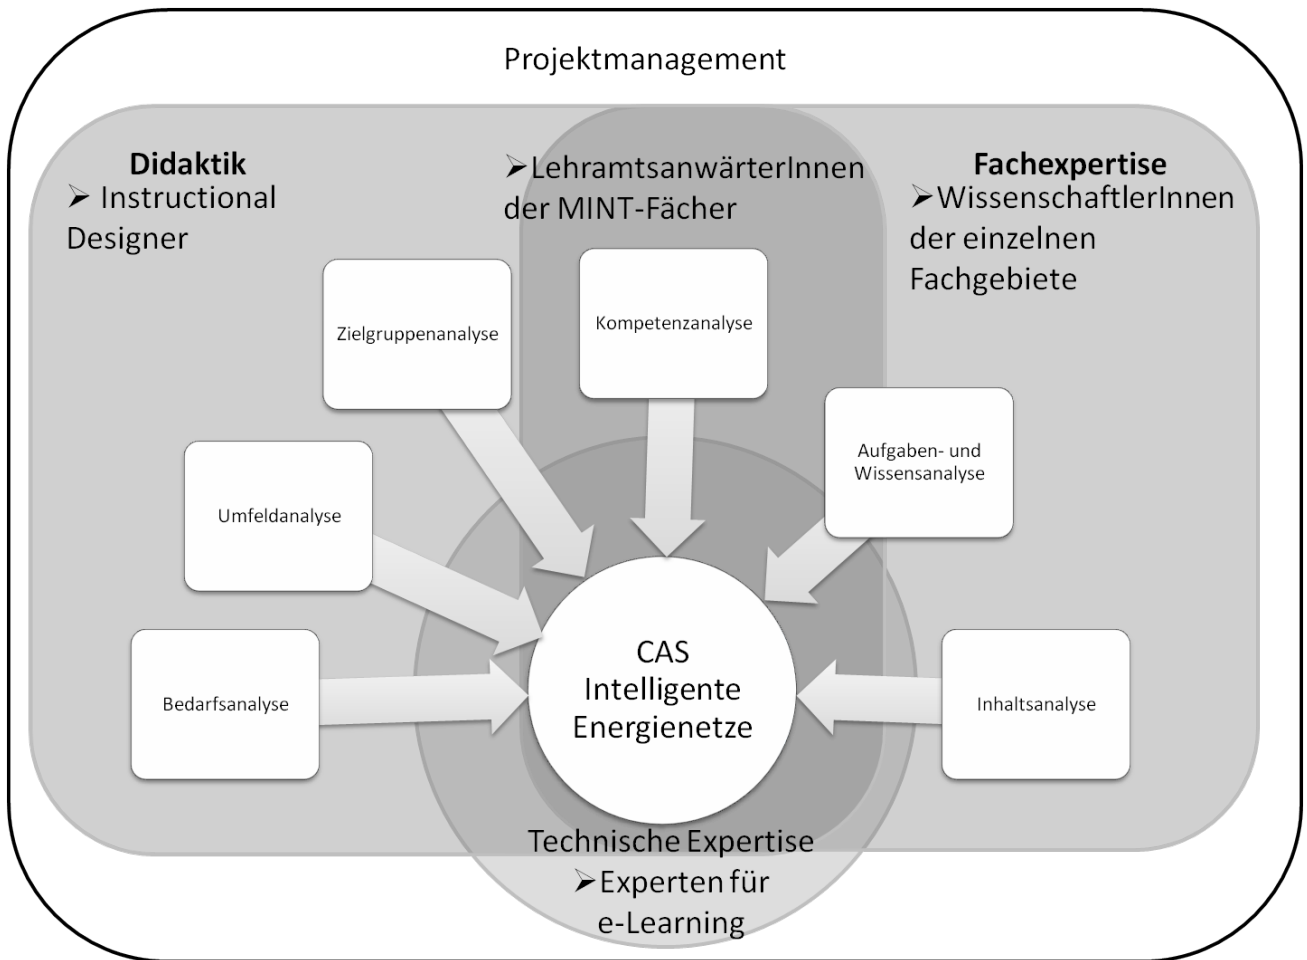 Projektmanagement
Didaktik
➢ Instructional
Designer
➢LehramtsanwärterInnen
der MINT-Fächer
Fachexpertise
➢WissenschaftlerInnen
der einzelnen
Fachgebiete
Zielgruppenanalyse
Kompetenzanalyse
Aufgaben- und
Wissensanalyse
Umfeldanalyse
Bedarfsanalyse
CAS
Intelligente
Energienetze
Inhaltsanalyse
Technische Expertise
➢Experten für
e-Learning